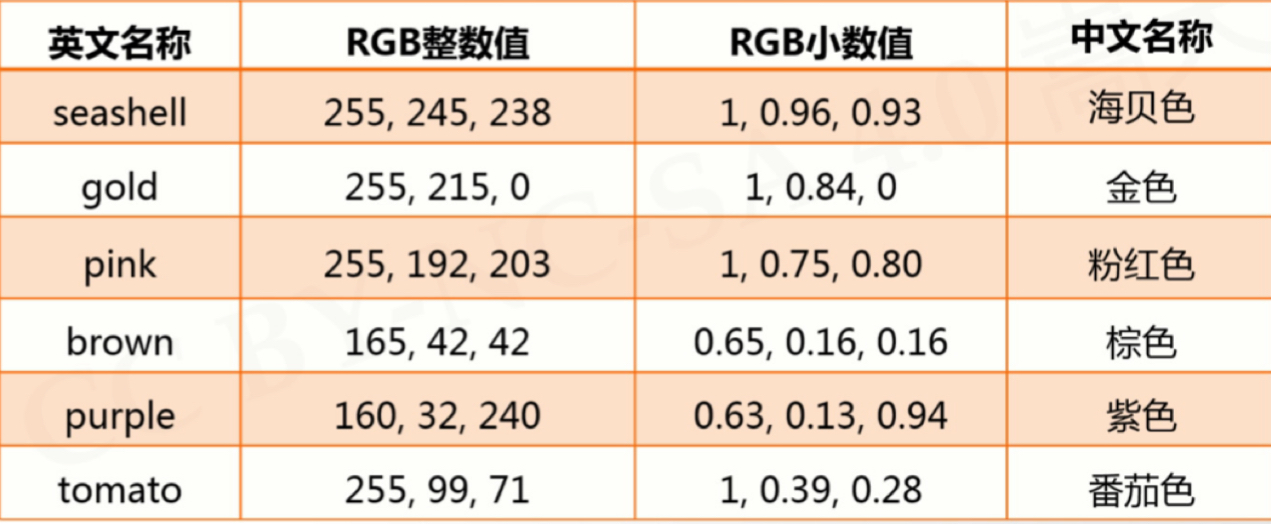 英文名称 RGB整数值 RGB小数值 中文名称
seashell 255, 245, 238 1, 0.96, 0.93 海贝色
gold 255, 215, 0 1, 0.84, 0 金色
pink 255, 192, 203 1, 0.75, 0.80 粉红色
brown 165, 42, 42 0.65, 0.16, 0.16 棕色
purple 160, 32, 240 0.63, 0.13, 0.94 紫色
tomato 255, 99, 71 1, 0.39, 0.28 番茄色
CC BY-NC-SA 4.0 嵩天